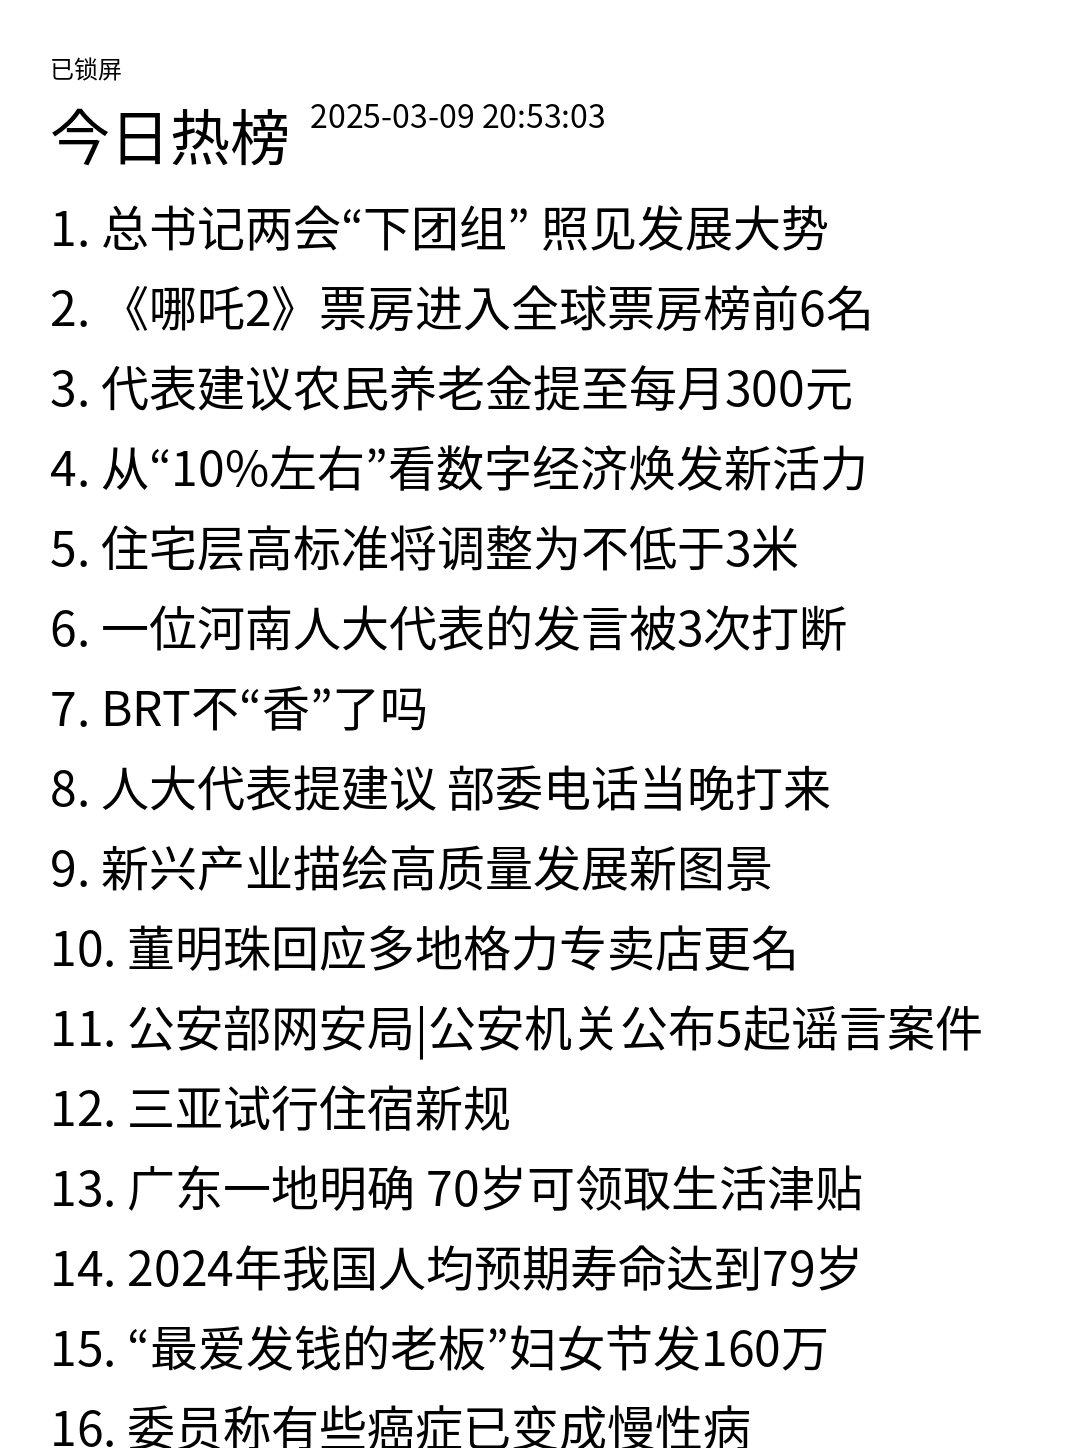 已锁屏
今日热榜 2025-03-09 20:53:03
1. 总书记两会“下团组” 照见发展大势
2. 《哪吒2》票房进入全球票房榜前6名
3. 代表建议农民养老金提至每月300元
4. 从“10%左右”看数字经济焕发新活力
5. 住宅层高标准将调整为不低于3米
6. 一位河南人大代表的发言被3次打断
7. BRT不“香”了吗
8. 人大代表提建议 部委电话当晚打来
9. 新兴产业描绘高质量发展新图景
10. 董明珠回应多地格力专卖店更名
11. 公安部网安局|公安机关公布5起谣言案件
12. 三亚试行住宿新规
13. 广东一地明确 70岁可领取生活津贴
14. 2024年我国人均预期寿命达到79岁
15. “最爱发钱的老板”妇女节发160万
16. 委员称有些癌症已变成慢性病